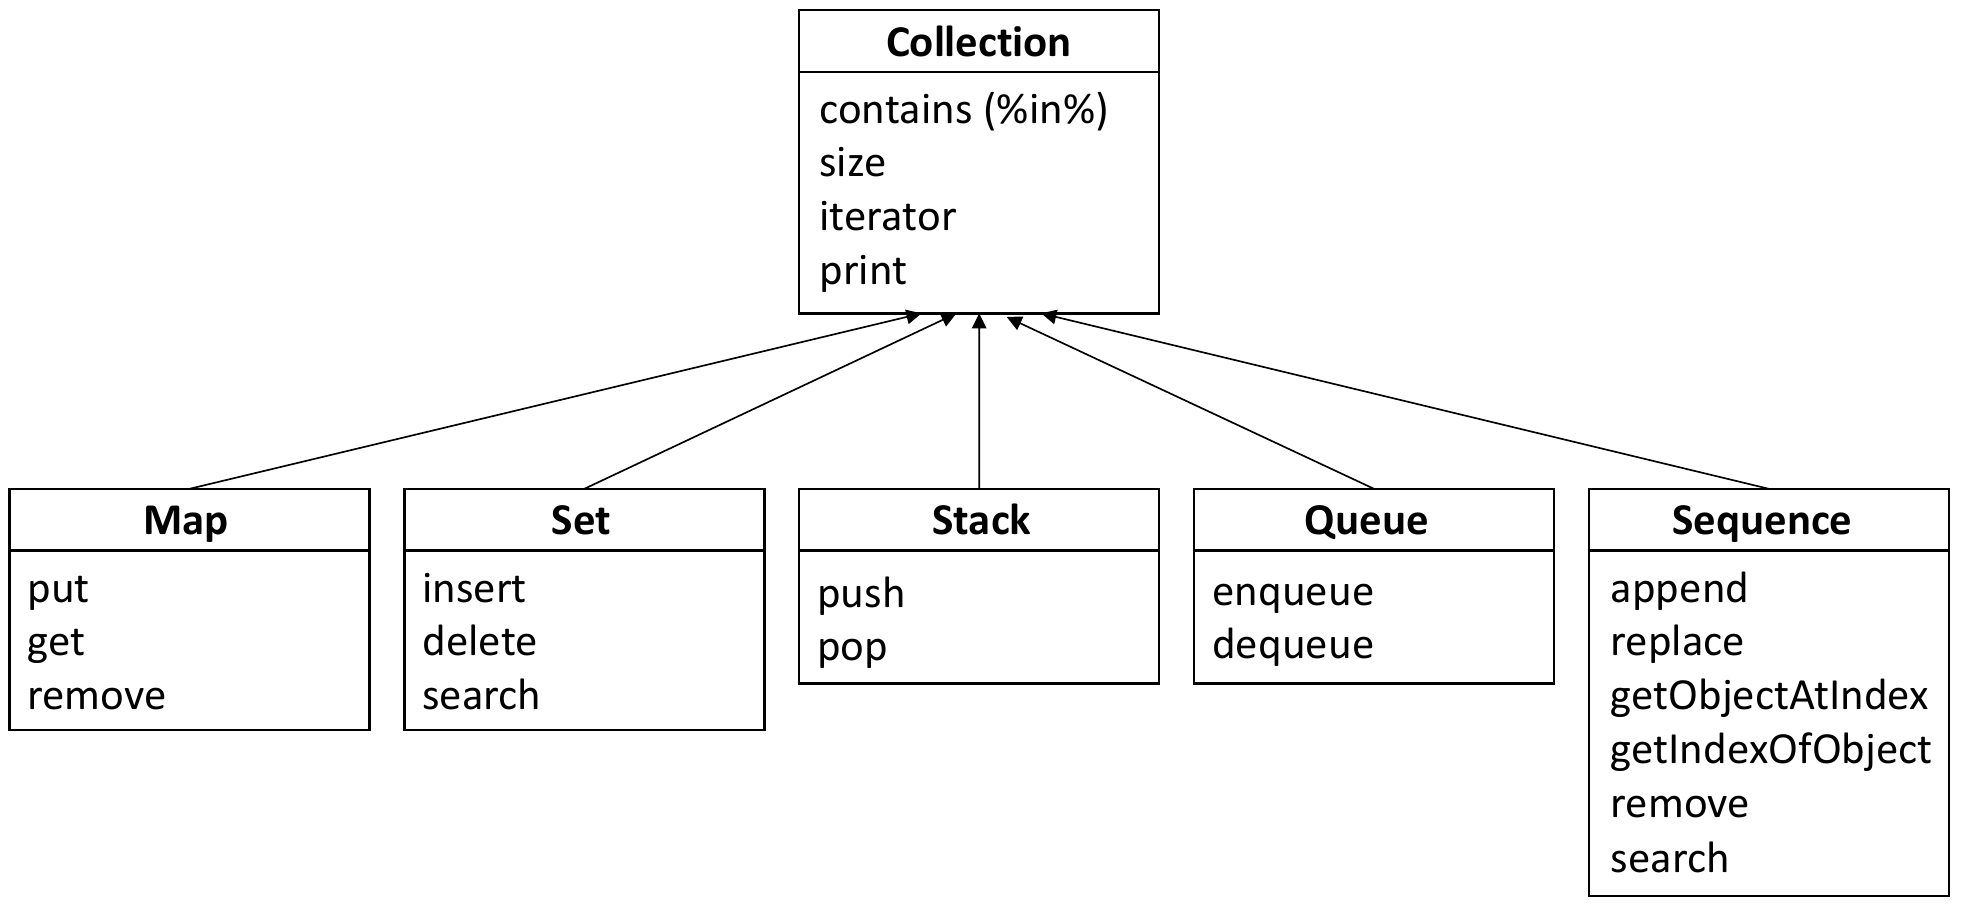 Collection
contains (%in%)
size
iterator
print
Map
put
get
remove
Set
insert
delete
search
Stack
push
pop
Queue
enqueue
dequeue
Sequence
append
replace
getObjectAtIndex
getIndexOfObject
remove
search